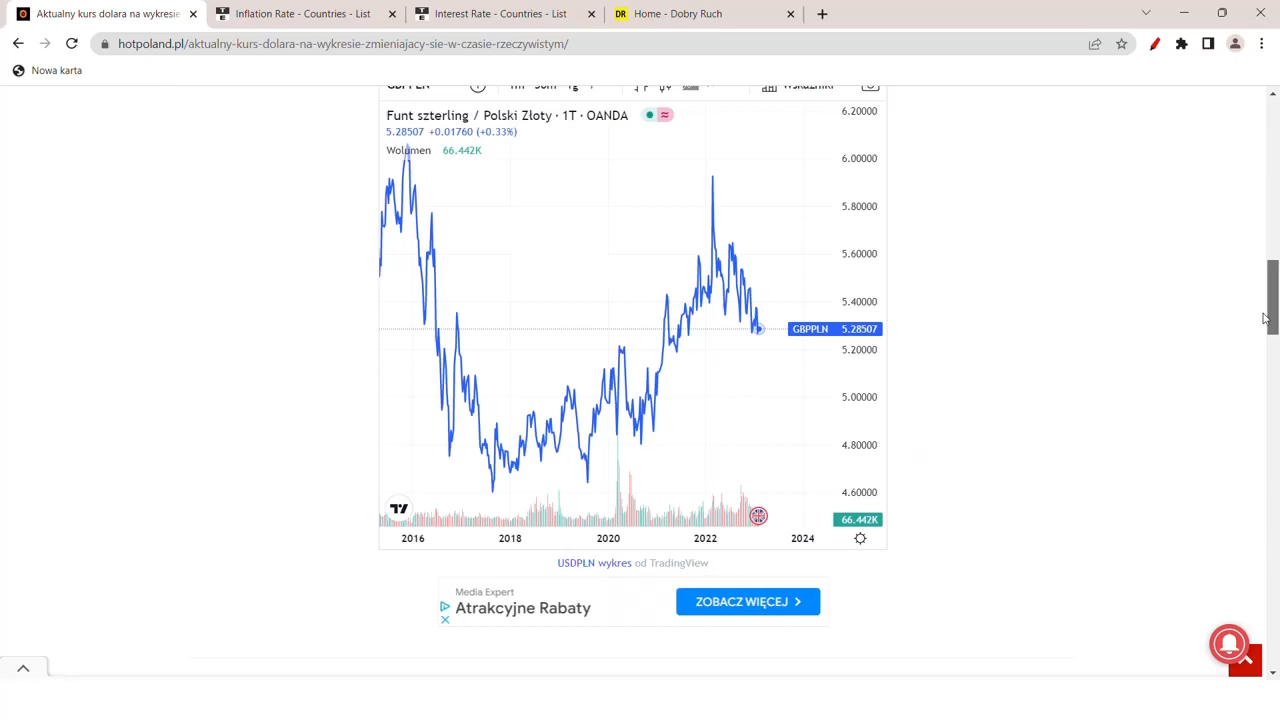 Aktualny kurs dolara na wykresie
Inflation Rate - Countries - List
Interest Rate - Countries - List
DR Home - Dobry Ruch
hotpoland.pl/aktualny-kurs-dolara-na-wykresie-zmieniajacy-sie-w-czasie-rzeczywistym/
Nowa karta
Funt szterling / Polski Złoty · 1T · OANDA
5.28507 +0.01760 (+0.33%)
Wolumen 66.442K
6.20000
6.00000
5.80000
5.60000
5.40000
GBPPLN 5.28507
5.20000
5.00000
4.80000
4.60000
66.442K
2016 2018 2020 2022 2024
USDPLN wykres od TradingView
Media Expert
Atrakcyjne Rabaty
ZOBACZ WIĘCEJ